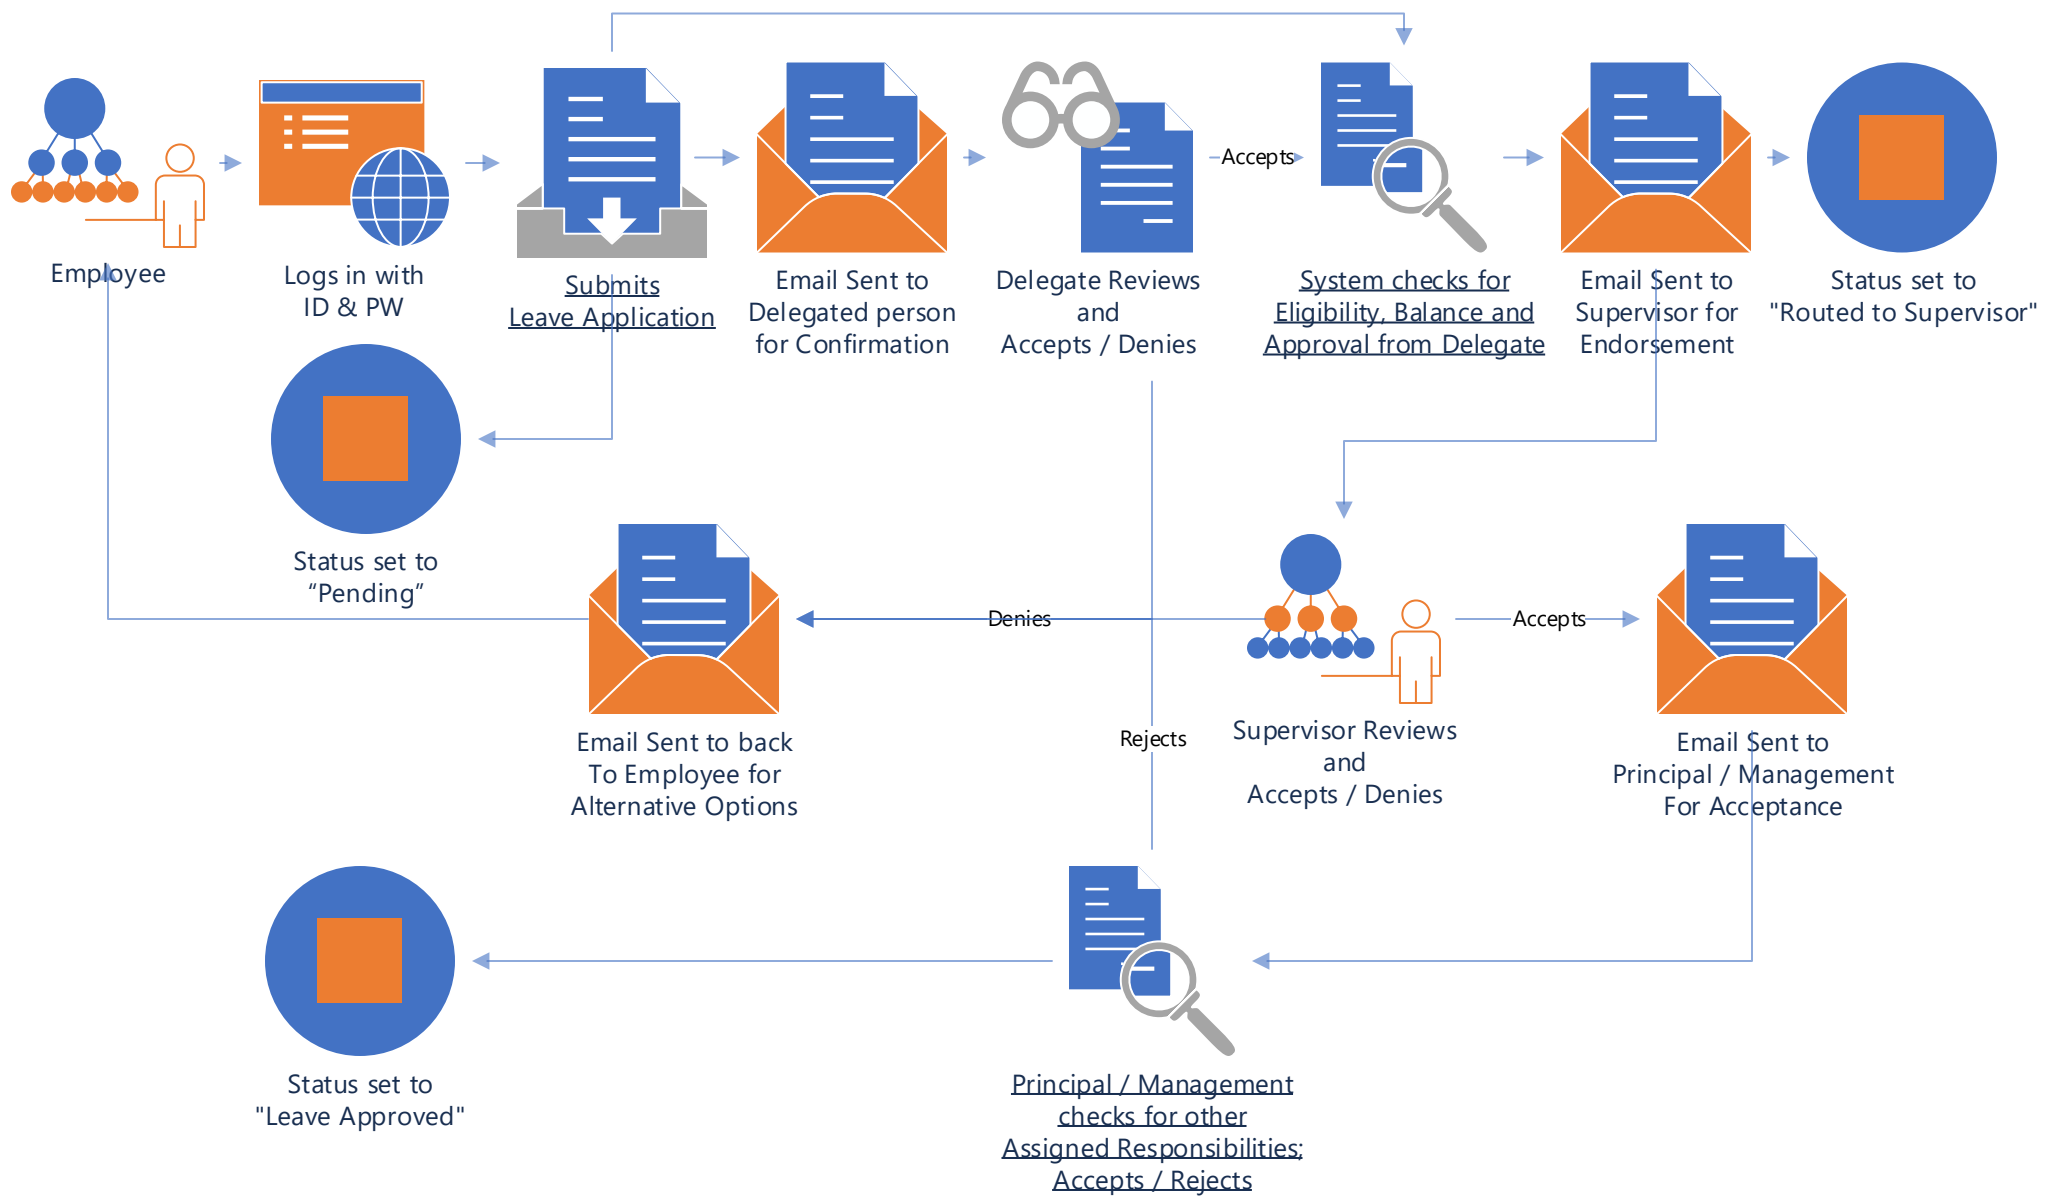 Employee
Logs in with
ID & PW
Submits
Leave Application
Email Sent to
Delegated person
for Confirmation
Delegate Reviews
and
Accepts / Denies
Accepts
System checks for
Eligibility, Balance and
Approval from Delegate
Email Sent to
Supervisor for
Endorsement
Status set to
"Routed to Supervisor"
Status set to
“Pending”
Email Sent to back
To Employee for
Alternative Options
Denies
Rejects
Supervisor Reviews
and
Accepts / Denies
Accepts
Email Sent to
Principal / Management
For Acceptance
Status set to
"Leave Approved"
Principal / Management
checks for other
Assigned Responsibilities;
Accepts / Rejects